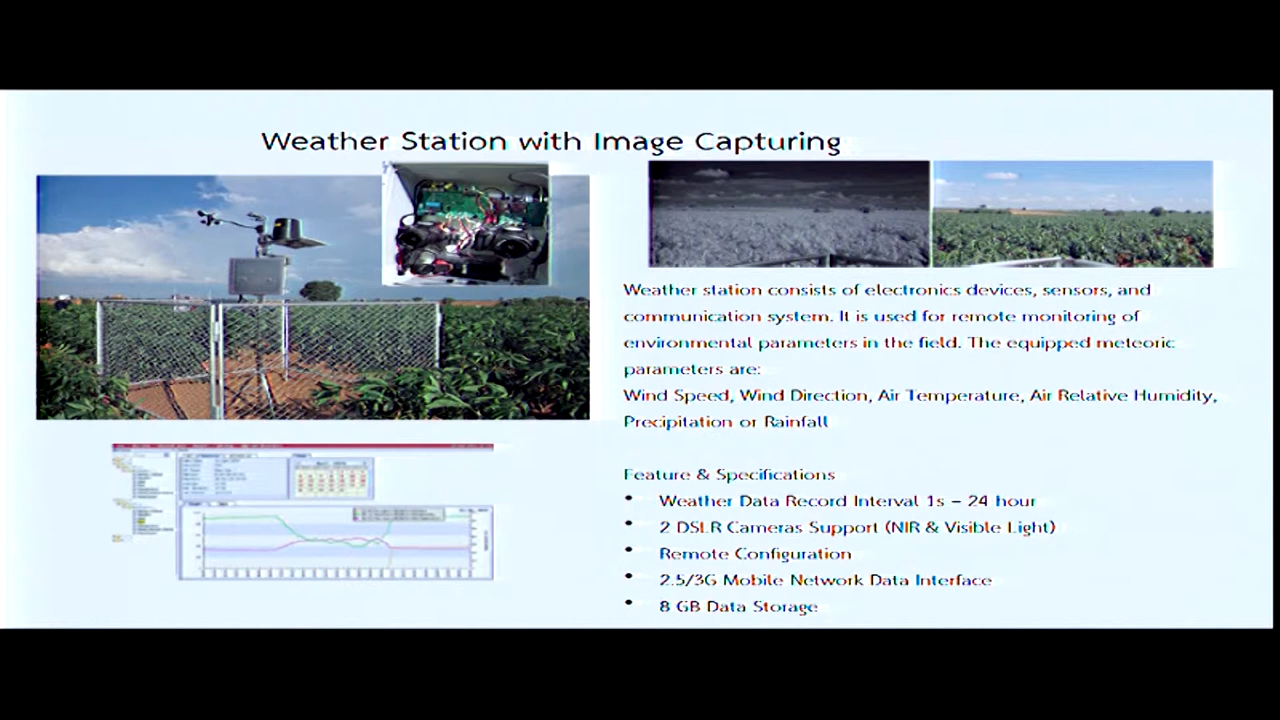 Weather Station with Image Capturing
Weather station consists of electronics devices, sensors, and
communication system. It is used for remote monitoring of
environmental parameters in the field. The equipped meteoric
parameters are:
Wind Speed, Wind Direction, Air Temperature, Air Relative Humidity,
Precipitation or Rainfall
Feature & Specifications
• Weather Data Record Interval 1s – 24 hour
• 2 DSLR Cameras Support (NIR & Visible Light)
• Remote Configuration
• 2.5/3G Mobile Network Data Interface
• 8 GB Data Storage